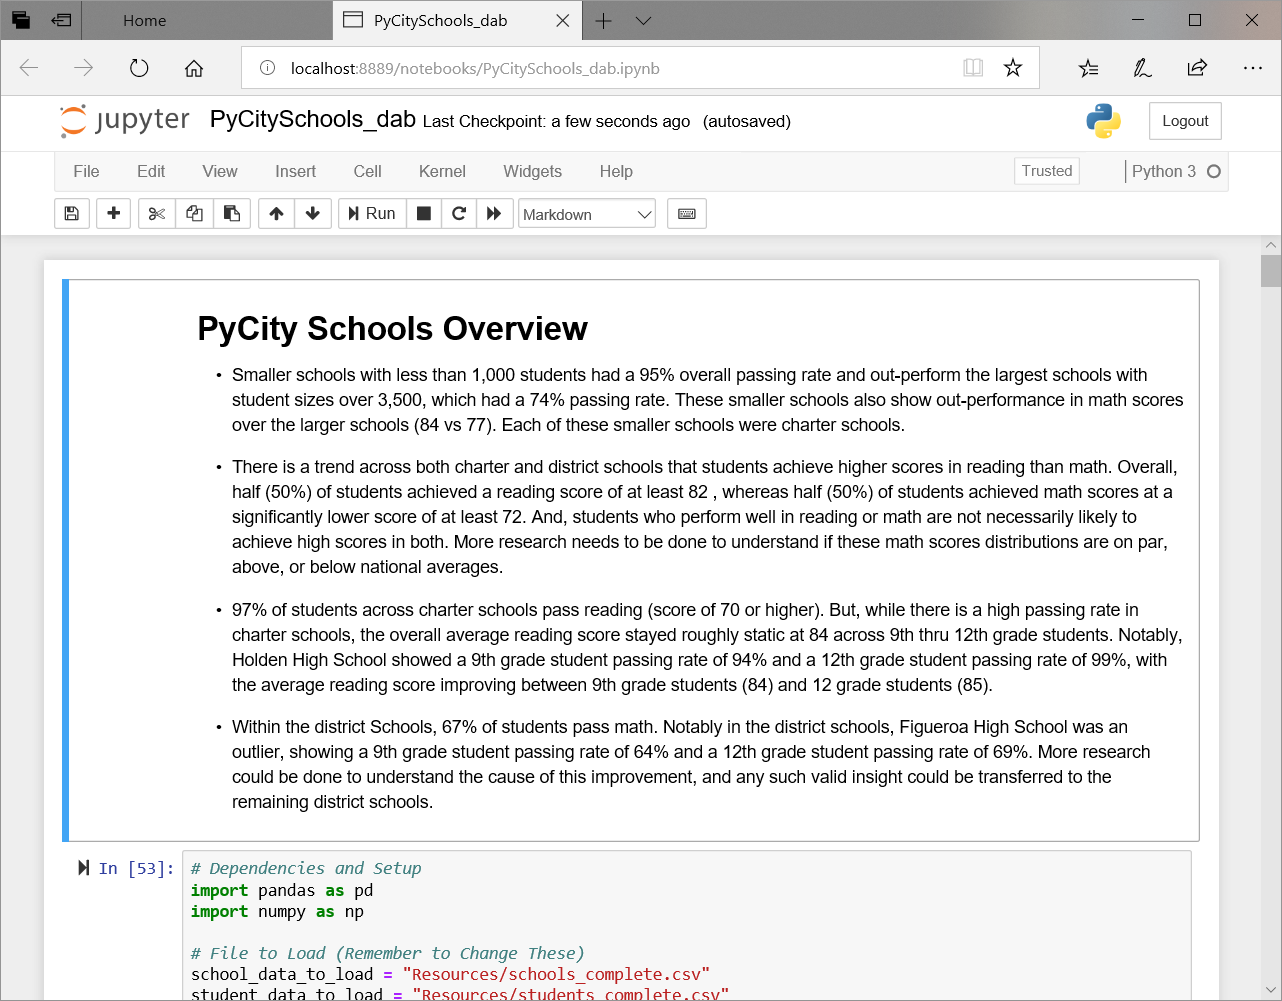 Home
PyCitySchools_dab
localhost:8889/notebooks/PyCitySchools_dab.ipynb
jupyter PyCitySchools_dab Last Checkpoint: a few seconds ago (autosaved)
Logout
File Edit View Insert Cell Kernel Widgets Help
Trusted
Python 3
Run
Markdown
PyCity Schools Overview
• Smaller schools with less than 1,000 students had a 95% overall passing rate and out-perform the largest schools with
student sizes over 3,500, which had a 74% passing rate. These smaller schools also show out-performance in math scores
over the larger schools (84 vs 77). Each of these smaller schools were charter schools.
• There is a trend across both charter and district schools that students achieve higher scores in reading than math. Overall,
half (50%) of students achieved a reading score of at least 82 , whereas half (50%) of students achieved math scores at a
significantly lower score of at least 72. And, students who perform well in reading or math are not necessarily likely to
achieve high scores in both. More research needs to be done to understand if these math scores distributions are on par,
above, or below national averages.
• 97% of students across charter schools pass reading (score of 70 or higher). But, while there is a high passing rate in
charter schools, the overall average reading score stayed roughly static at 84 across 9th thru 12th grade students. Notably,
Holden High School showed a 9th grade student passing rate of 94% and a 12th grade student passing rate of 99%, with
the average reading score improving between 9th grade students (84) and 12 grade students (85).
• Within the district Schools, 67% of students pass math. Notably in the district schools, Figueroa High School was an
outlier, showing a 9th grade student passing rate of 64% and a 12th grade student passing rate of 69%. More research
could be done to understand the cause of this improvement, and any such valid insight could be transferred to the
remaining district schools.
In [53]:
# Dependencies and Setup
import pandas as pd
import numpy as np
# File to Load (Remember to Change These)
school_data_to_load = "Resources/schools_complete.csv"
student_data_to_load = "Resources/students_complete.csv"